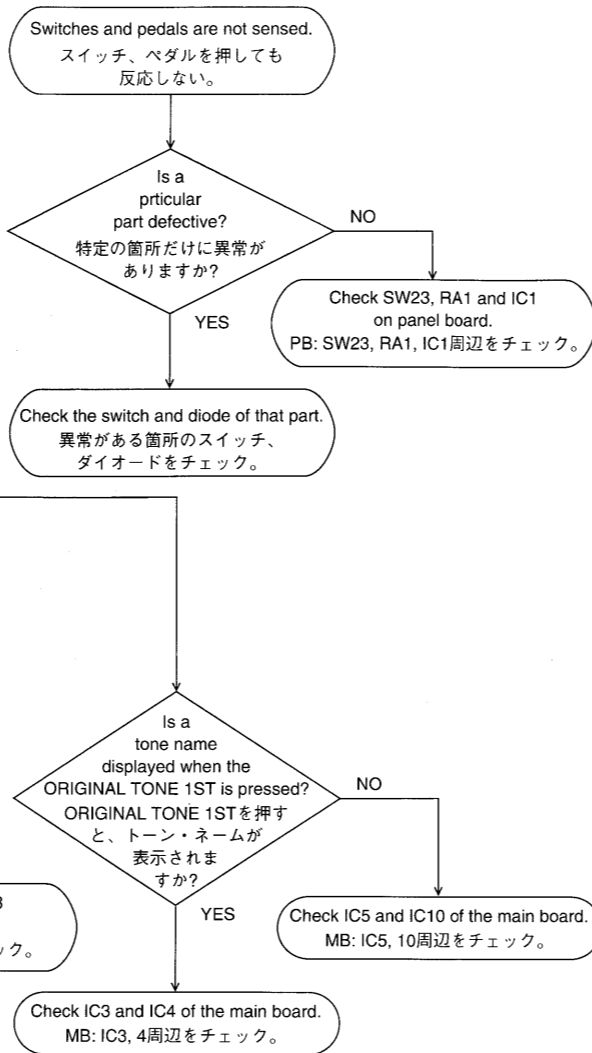 Switches and pedals are not sensed.
スイッチ、ペダルを押しても
反応しない。
Is a
prticular
part defective?
特定の箇所だけに異常が
ありますか?
NO
YES
Check SW23, RA1 and IC1
on panel board.
PB: SW23, RA1, IC1周辺をチェック。
Check the switch and diode of that part.
異常がある箇所のスイッチ、
ダイオードをチェック。
Is a
tone name
displayed when the
ORIGINAL TONE 1ST is pressed?
ORIGINAL TONE 1STを押す
と、トーン・ネームが
表示されま
すか?
NO
YES
3
ック。
Check IC5 and IC10 of the main board.
MB: IC5, 10周辺をチェック。
Check IC3 and IC4 of the main board.
MB: IC3, 4周辺をチェック。